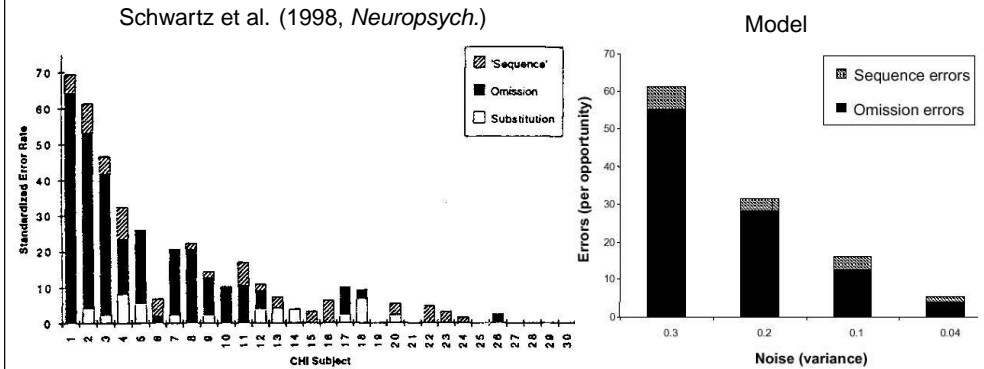 Schwartz et al. (1998, Neuropsych.)
'Sequence'
Omission
Substitution
Standardized Error Rate
70
60
50
40
30
20
10
0
1 2 3 4 5 6 7 8 9 10 11 12 13 14 15 16 17 18 19 20 21 22 23 24 25 26 27 28 29 30
CHI Subject
Model
Sequence errors
Omission errors
Errors (per opportunity)
70
60
50
40
30
20
10
0
0.3 0.2 0.1 0.04
Noise (variance)